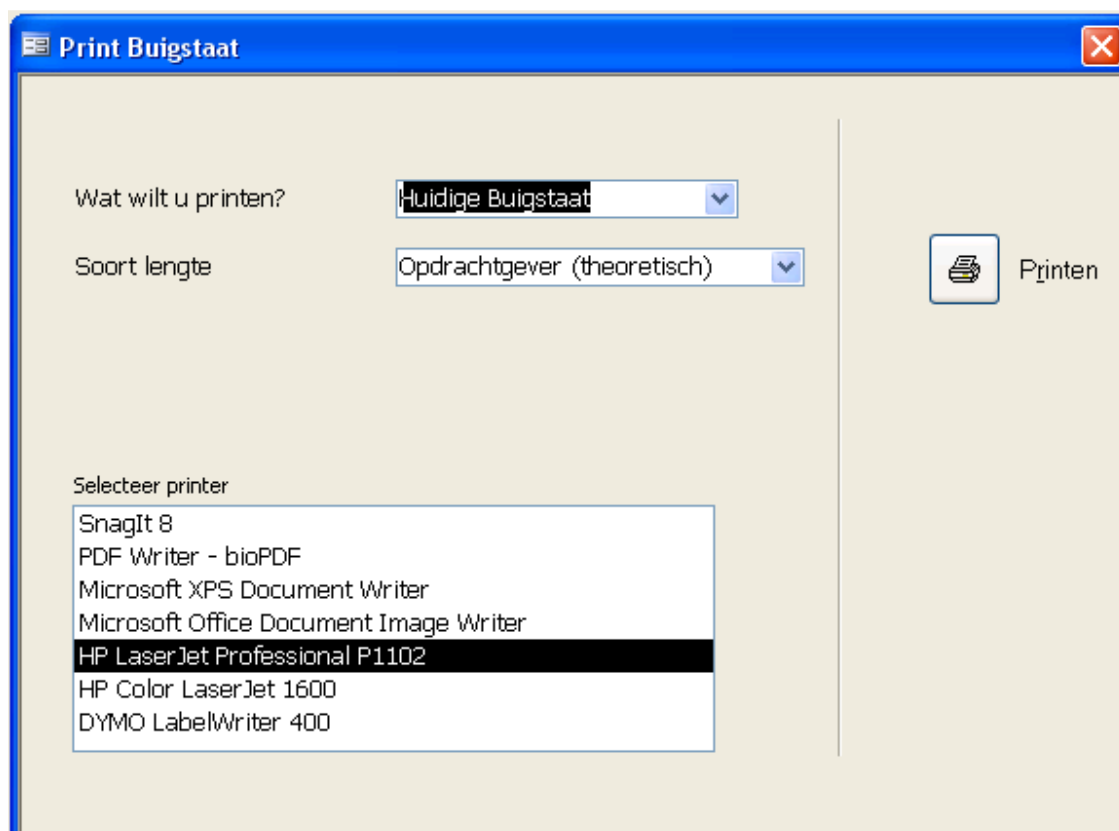 Print Buigstaat
Wat wilt u printen? Huidige Buigstaat
Soort lengte Opdrachtgever (theoretisch)
Printen
Selecteer printer
SnagIt 8
PDF Writer - bioPDF
Microsoft XPS Document Writer
Microsoft Office Document Image Writer
HP LaserJet Professional P1102
HP Color LaserJet 1600
DYMO LabelWriter 400